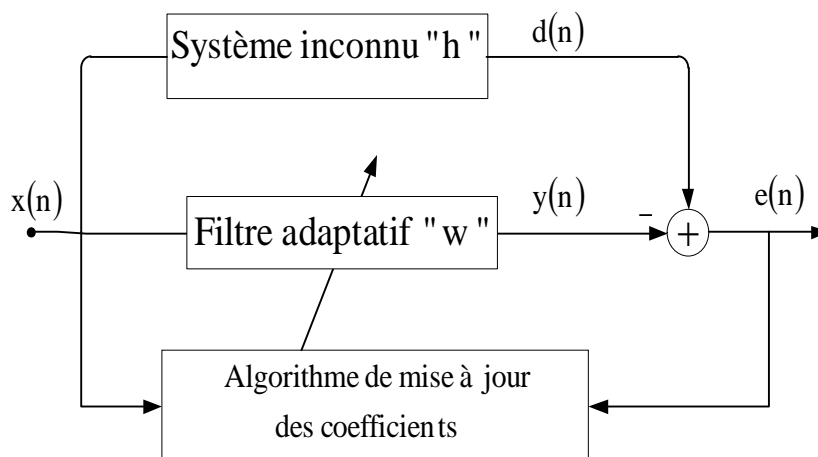 Système inconnu "h"
d(n)
x(n)
Filtre adaptatif "w"
y(n)
−
+
e(n)
Algorithme de mise à jour
des coefficients